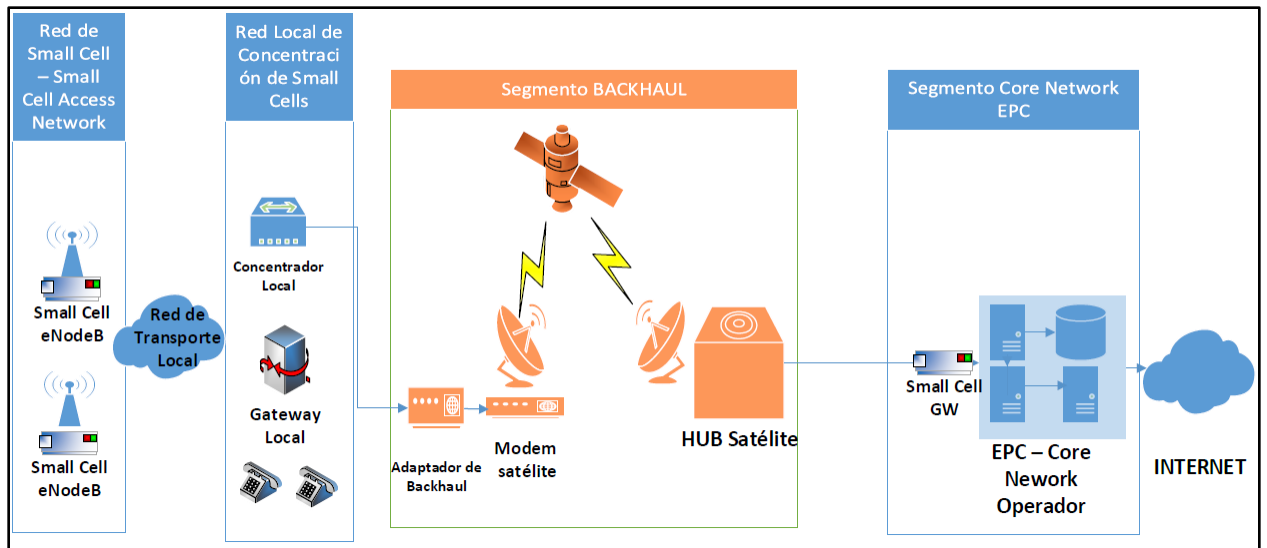 Red de
Small Cell
– Small
Cell Access
Network
Red Local de
Concentraci
ón de Small
Cells
Segmento BACKHAUL
Segmento Core Network
EPC
Small Cell
eNodeB
Small Cell
eNodeB
Red de
Transporte
Local
Concentrador
Local
Gateway
Local
Adaptador de
Backhaul
Modem
satélite
HUB Satélite
Small Cell
GW
EPC – Core
Nework
Operador
INTERNET